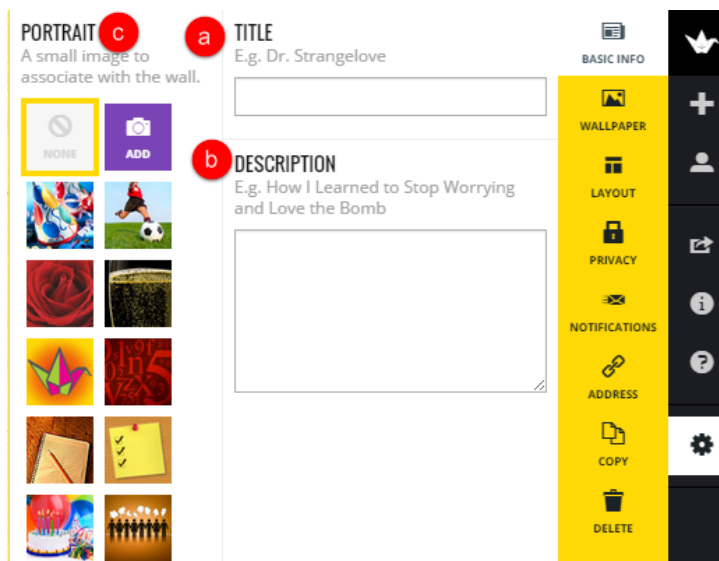 PORTRAIT
c
A small image to
associate with the wall.
NONE
ADD
a
TITLE
E.g. Dr. Strangelove
b
DESCRIPTION
E.g. How I Learned to Stop Worrying
and Love the Bomb
BASIC INFO
WALLPAPER
LAYOUT
PRIVACY
NOTIFICATIONS
ADDRESS
COPY
DELETE